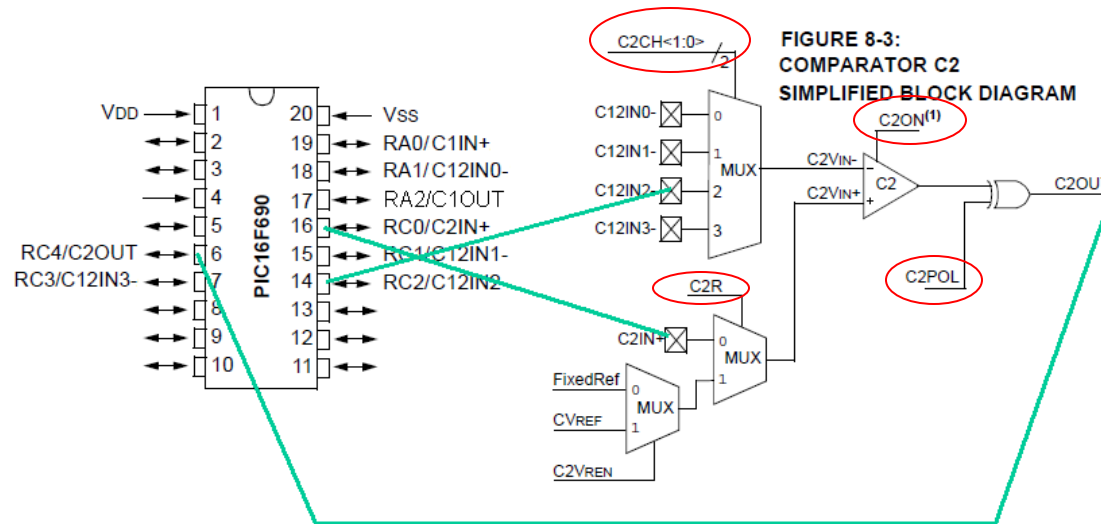 FIGURE 8-3:
COMPARATOR C2
SIMPLIFIED BLOCK DIAGRAM
VDD
1
2
3
4
5
6
7
8
9
10
RC4/C2OUT
RC3/C12IN3-
PIC16F690
20
19
18
17
16
15
14
13
12
11
VSS
RA0/C1IN+
RA1/C12IN0-
RA2/C1OUT
RC0/C2IN+
RC1/C12IN1-
RC2/C12IN2
C2CH<1:0>
2
C12IN0-
C12IN1-
C12IN2-
C12IN3-
0
1
2
3
MUX
C2ON(1)
C2VIN-
C2VIN+
-
+
C2
C2OUT
C2POL
C2R
C2IN+
0
1
MUX
FixedRef
CVREF
0
1
MUX
C2VREN